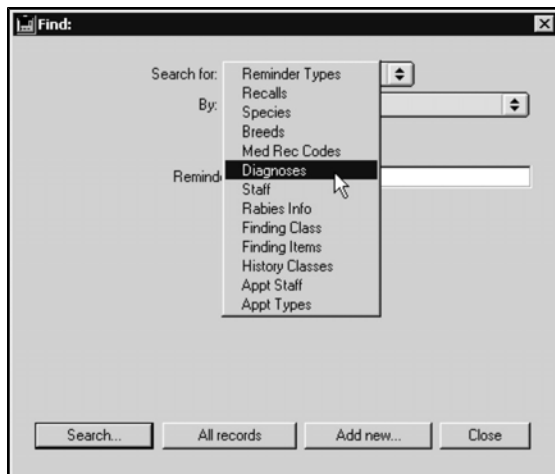 Find:
Search for:
By:
Reminder Types
Recalls
Species
Breeds
Med Rec Codes
Diagnoses
Staff
Rabies Info
Finding Class
Finding Items
History Classes
Appt Staff
Appt Types
Remind
Search...
All records
Add new...
Close